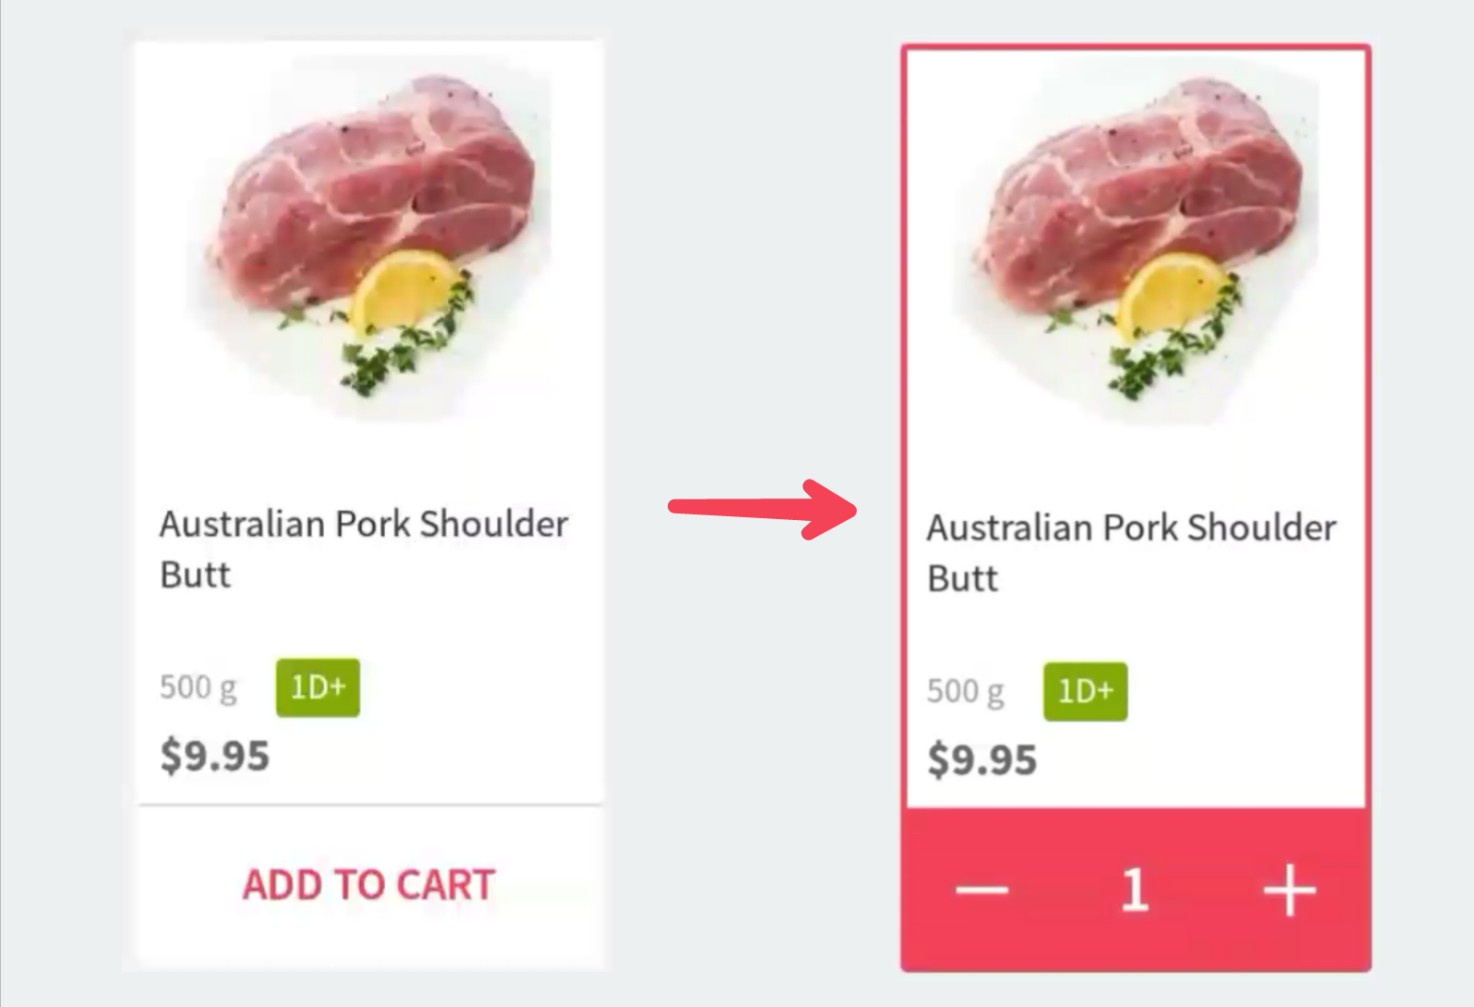 Australian Pork Shoulder
Butt
500 g 1D+
$9.95
ADD TO CART
Australian Pork Shoulder
Butt
500 g 1D+
$9.95
— 1 +